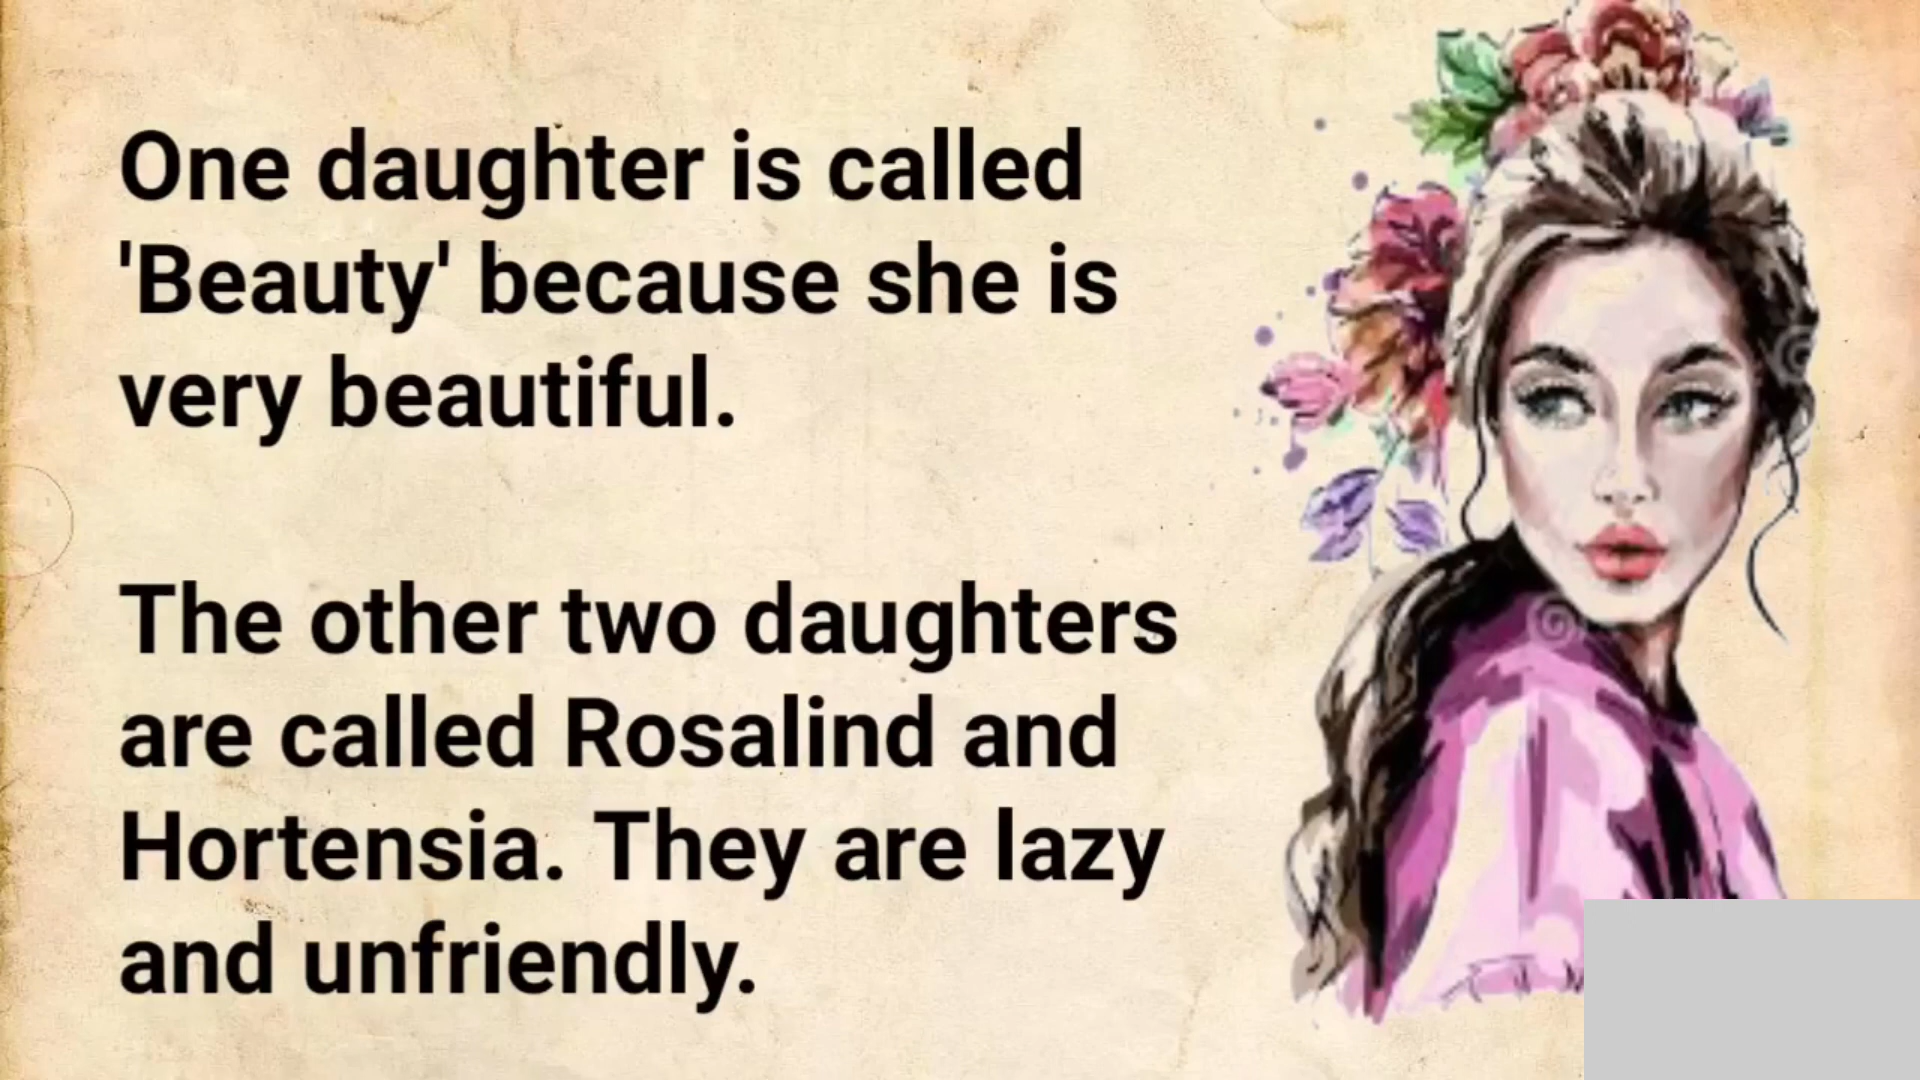 One daughter is called
'Beauty' because she is
very beautiful.
The other two daughters
are called Rosalind and
Hortensia. They are lazy
and unfriendly.